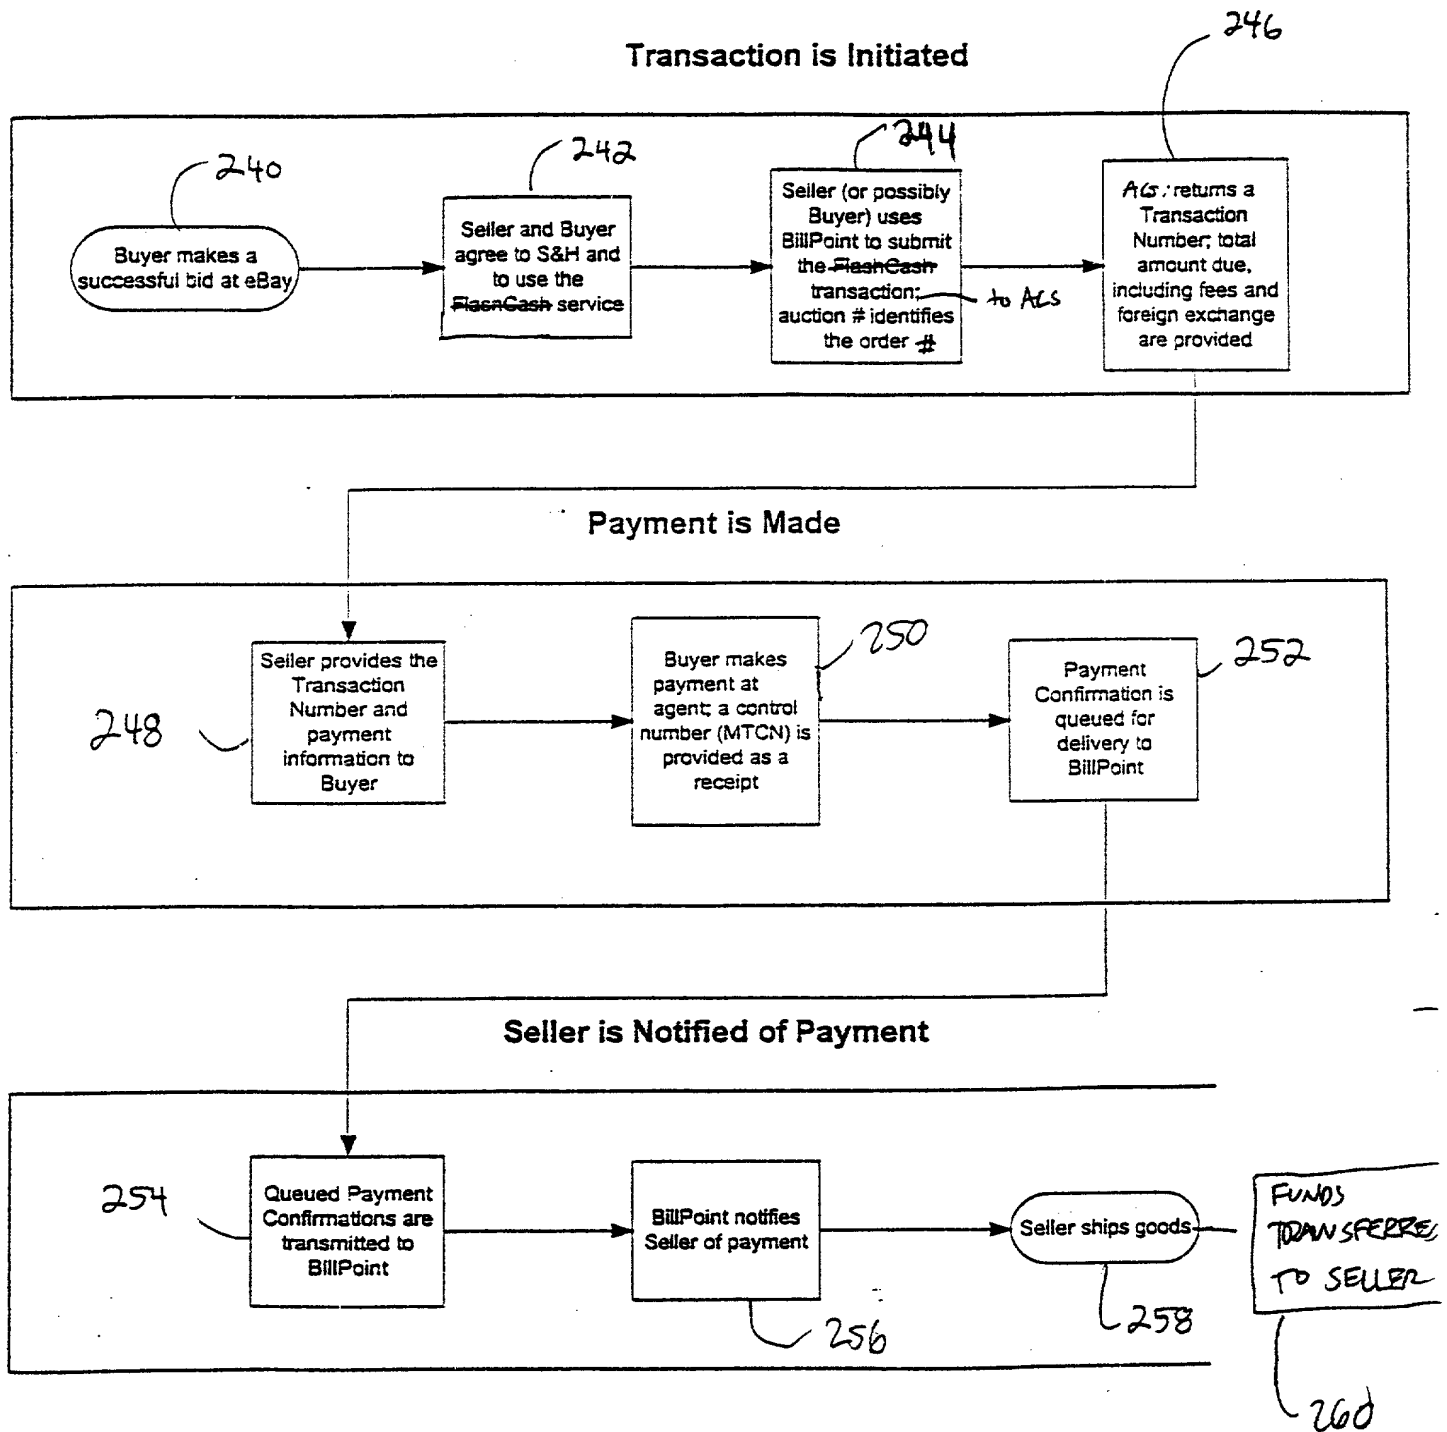 246
Transaction is Initiated
240
Buyer makes a
successful bid at eBay
242
Seller and Buyer
agree to S&H and
to use the
FlashCash service
244
Seller (or possibly
Buyer) uses
BillPoint to submit
the FlashCash
transaction;
auction # identifies
the order #
to ACS
ACS: returns a
Transaction
Number; total
amount due,
including fees and
foreign exchange
are provided
Payment is Made
248
Seller provides the
Transaction
Number and
payment
information to
Buyer
250
Buyer makes
payment at
agent; a control
number (MTCN) is
provided as a
receipt
252
Payment
Confirmation is
queued for
delivery to
BillPoint
Seller is Notified of Payment
254
Queued Payment
Confirmations are
transmitted to
BillPoint
BillPoint notifies
Seller of payment
256
Seller ships goods
258
FUNDS
TRANSFERRE
TO SELLER
260